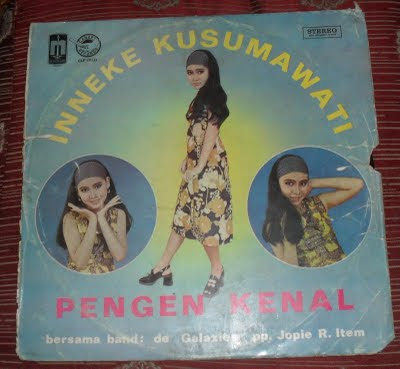 STEREO
INNEKE KUSUMAWATI
PENGEN KENAL
bersama band: de Galaxies pp. Jopie R. Item